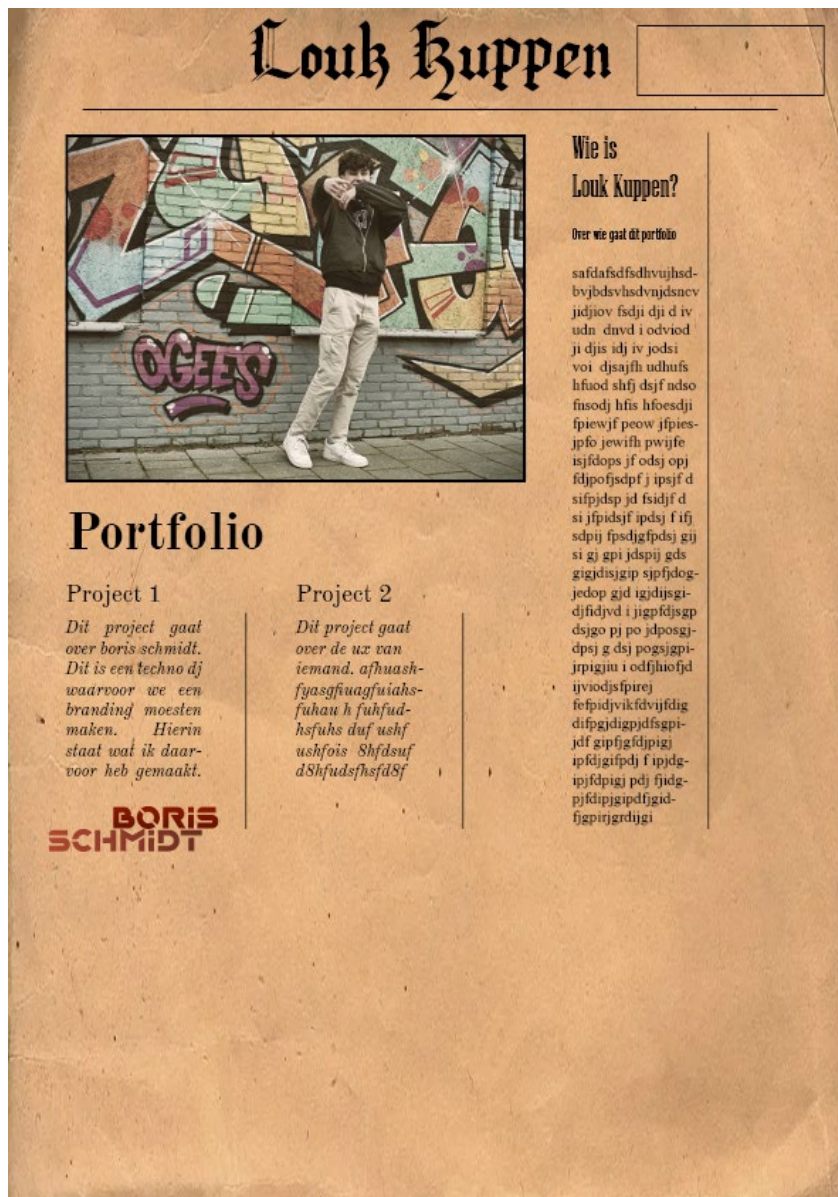 Louk Kuppen
OGEES
Portfolio
Project 1
Dit project gaat
over boris schmidt.
Dit is een techno dj
waarvoor we een
branding moesten
maken. Hierin
staat wat ik daar-
voor heb gemaakt.
BORIS
SCHMIDT
Project 2
Dit project gaat
over de ux van
iemand. afhuash-
fyasgfiuagfuiahs-
fuhau h fuhfud-
hsfuhs duf ushf
ushfois 8hfdsuf
d8hfudsfhsfd8f
Wie is
Louk Kuppen?
Over wie gaat dit portfolio
safdafsdfsdhvujhsd-
bvjbdsvhsdvnjdsncv
jidjiov fsdji dji d iv
udn dnvd i odviod
ji djis idj iv jodsi
voi djsajfh udhufs
hfuod shfj dsjf ndso
fnsodj hfis hfoesdji
fpiewjf peow jfpies-
jpfo jewifh pwijfe
isjfdops jf odsj opj
fdjpofjsdpf j ipsjf d
sifpjdsp jd fsidjf d
si jfpidsjf ipdsj f ifj
sdpij fpsdjgfpdsj gij
si gj gpi jdspij gds
gigjdisjgip sjpfjdog-
jedop gjd igjdijsgi-
djfidjvd i jigpfdjsgp
dsjgo pj po jdposgj-
dpsj g dsj pogsjgpi-
jrpigjiu i odfjhiofjd
ijviodjsfpirej
fefpidjvikfdvijfdig
difpgjdigpjdfsgpi-
jdf gipfjgfdjpigj
ipfdjgifpdj f ipjdg-
ipjfdpigj pdj fjidg-
pjfdipjgipdfjgid-
fjgpirjgrdijgi